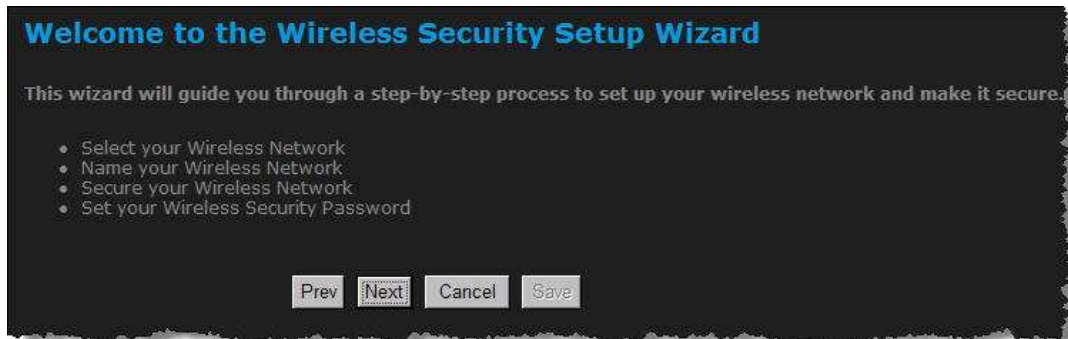 Welcome to the Wireless Security Setup Wizard
This wizard will guide you through a step-by-step process to set up your wireless network and make it secure.
Select your Wireless Network
Name your Wireless Network
Secure your Wireless Network
Set your Wireless Security Password
Prev Next Cancel Save